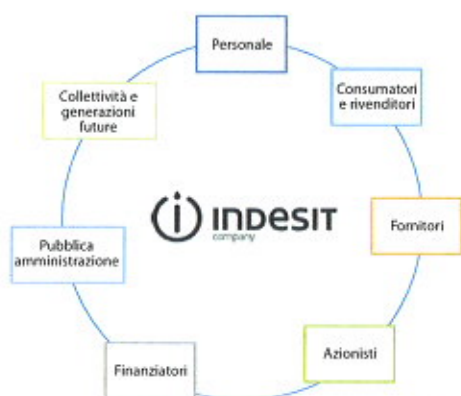 Personale
Consumatori
e rivenditori
Fornitori
Azionisti
Finanziatori
Pubblica
amministrazione
Collettività e
generazioni
future
INDESIT
company